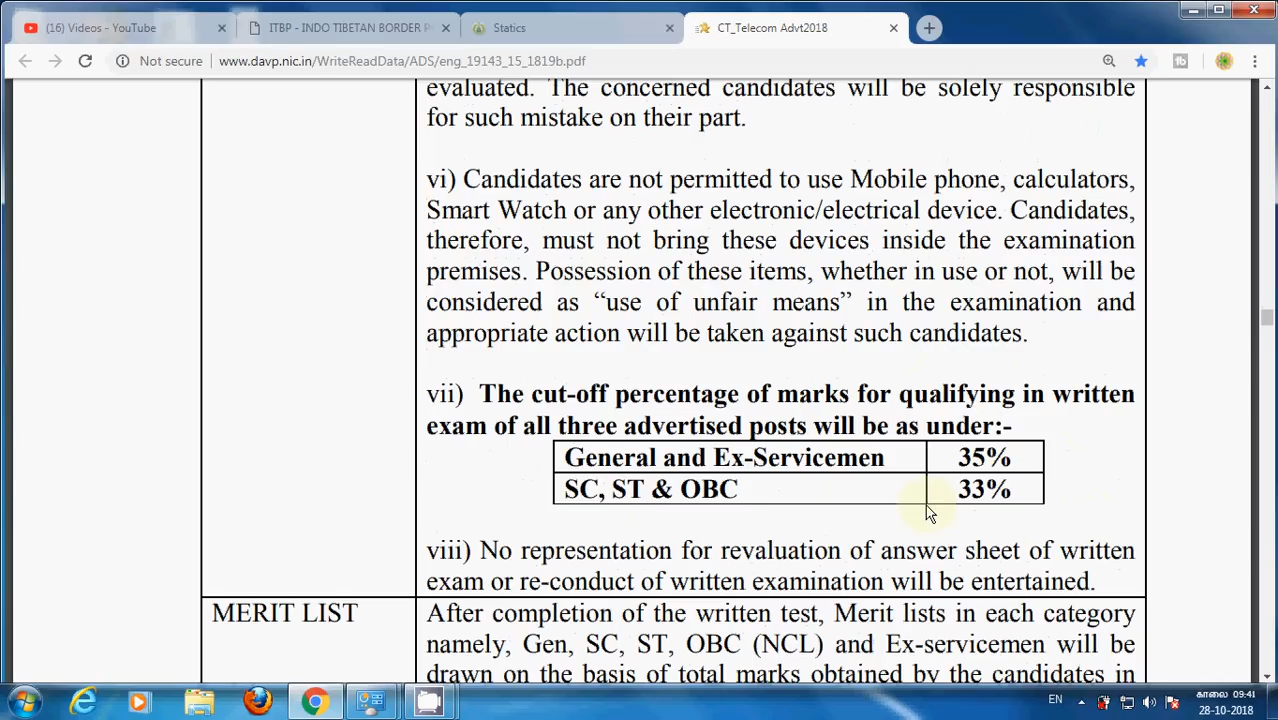 (16) Videos - YouTube
ITBP - INDO TIBETAN BORDER P
Statics
CT_Telecom Advt2018
Not secure
www.davp.nic.in/WriteReadData/ADS/eng_19143_15_1819b.pdf
evaluated. The concerned candidates will be solely responsible
for such mistake on their part.
vi) Candidates are not permitted to use Mobile phone, calculators,
Smart Watch or any other electronic/electrical device. Candidates,
therefore, must not bring these devices inside the examination
premises. Possession of these items, whether in use or not, will be
considered as “use of unfair means” in the examination and
appropriate action will be taken against such candidates.
vii) The cut-off percentage of marks for qualifying in written
exam of all three advertised posts will be as under:-
General and Ex-Servicemen 35%
SC, ST & OBC 33%
viii) No representation for revaluation of answer sheet of written
exam or re-conduct of written examination will be entertained.
MERIT LIST
After completion of the written test, Merit lists in each category
namely, Gen, SC, ST, OBC (NCL) and Ex-servicemen will be
drawn on the basis of total marks obtained by the candidates in
EN
காலை 09:41
28-10-2018